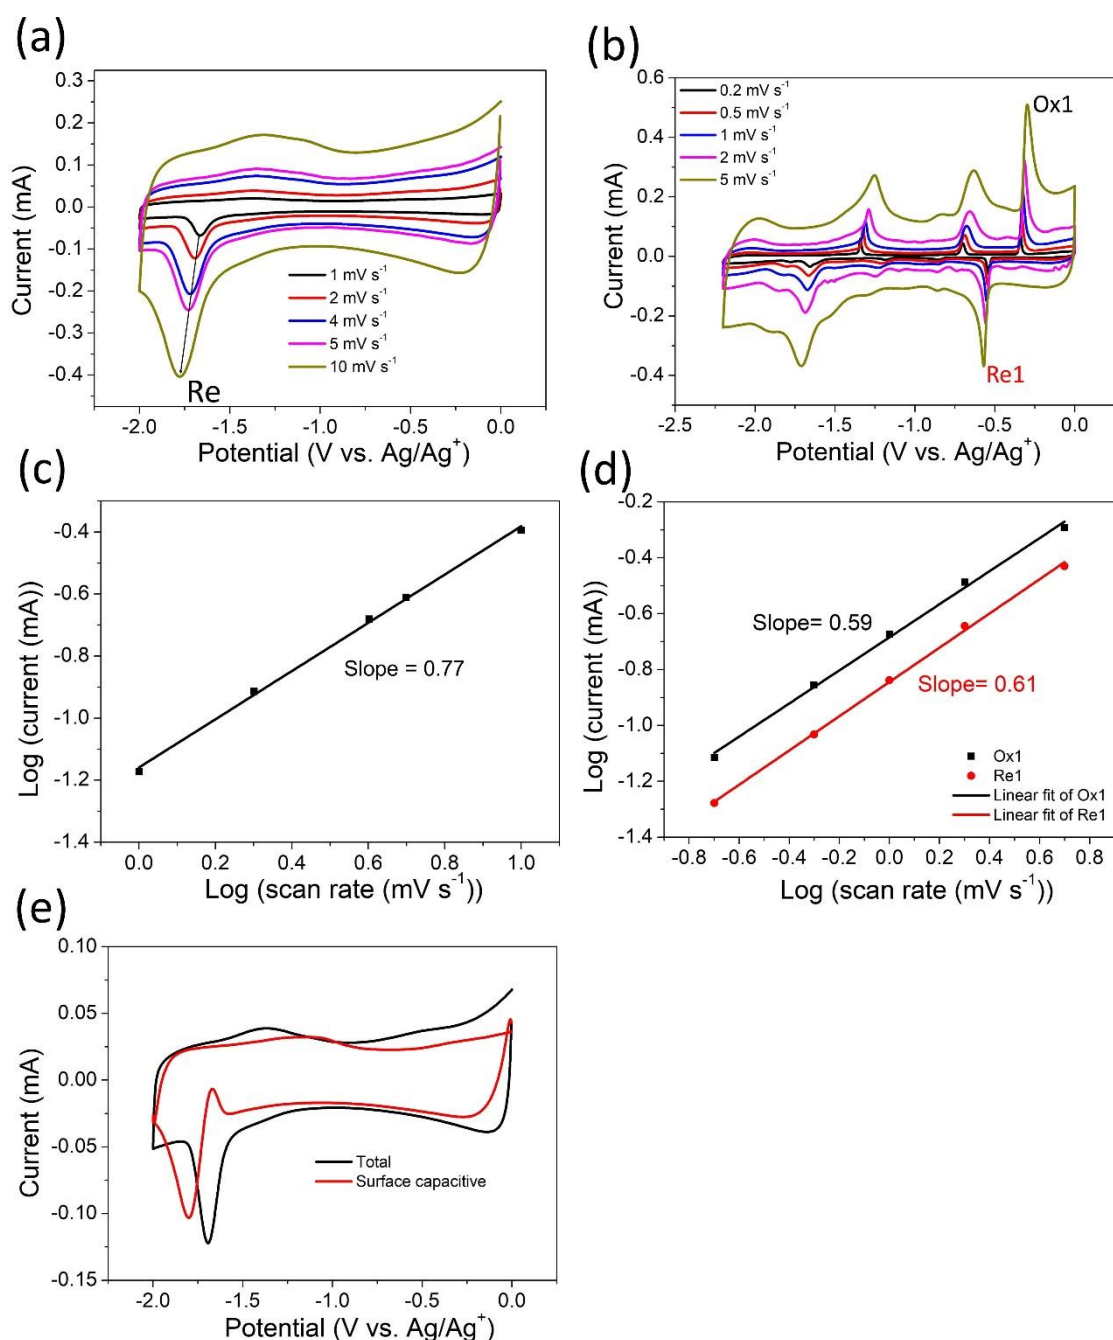 (a)
0.3
0.2
0.1
0.0
-0.1
-0.2
-0.3
-0.4
Current (mA)
1 mV s⁻¹
2 mV s⁻¹
4 mV s⁻¹
5 mV s⁻¹
10 mV s⁻¹
Re
-2.0 -1.5 -1.0 -0.5 0.0
Potential (V vs. Ag/Ag⁺)
(b)
0.6
0.4
0.2
0.0
-0.2
-0.4
Current (mA)
0.2 mV s⁻¹
0.5 mV s⁻¹
1 mV s⁻¹
2 mV s⁻¹
5 mV s⁻¹
Ox1
Re1
-2.5 -2.0 -1.5 -1.0 -0.5 0.0
Potential (V vs. Ag/Ag⁺)
(c)
-0.4
-0.6
-0.8
-1.0
-1.2
-1.4
Log (current (mA))
Slope = 0.77
0.0 0.2 0.4 0.6 0.8 1.0
Log (scan rate (mV s⁻¹))
(d)
-0.2
-0.4
-0.6
-0.8
-1.0
-1.2
-1.4
Log (current (mA))
Slope= 0.59
Slope= 0.61
Ox1
Re1
Linear fit of Ox1
Linear fit of Re1
-0.8 -0.6 -0.4 -0.2 0.0 0.2 0.4 0.6 0.8
Log (scan rate (mV s⁻¹))
(e)
0.10
0.05
0.00
-0.05
-0.10
-0.15
Current (mA)
Total
Surface capacitive
-2.0 -1.5 -1.0 -0.5 0.0
Potential (V vs. Ag/Ag⁺)